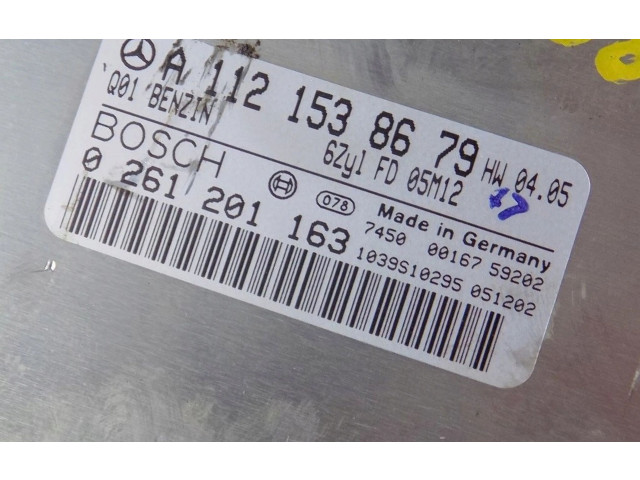 A 112 153 86 79 HW 04.05
Q01 BENZIN 6Zyl FD 05M12
BOSCH
0 261 201 163
078
Made in Germany
7450 00167 59202
1039S10295 051202